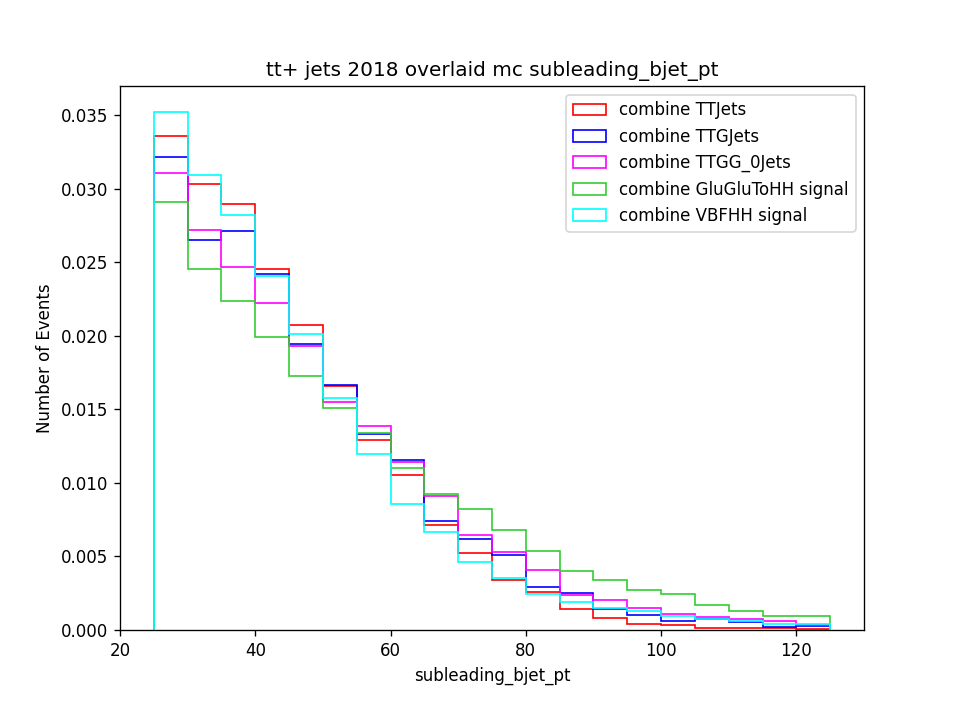 tt+ jets 2018 overlaid mc subleading_bjet_pt
combine TTJets
combine TTGJets
combine TTGG_0Jets
combine GluGluToHH signal
combine VBFHH signal
0.035
0.030
0.025
0.020
0.015
0.010
0.005
0.000
Number of Events
20 40 60 80 100 120
subleading_bjet_pt